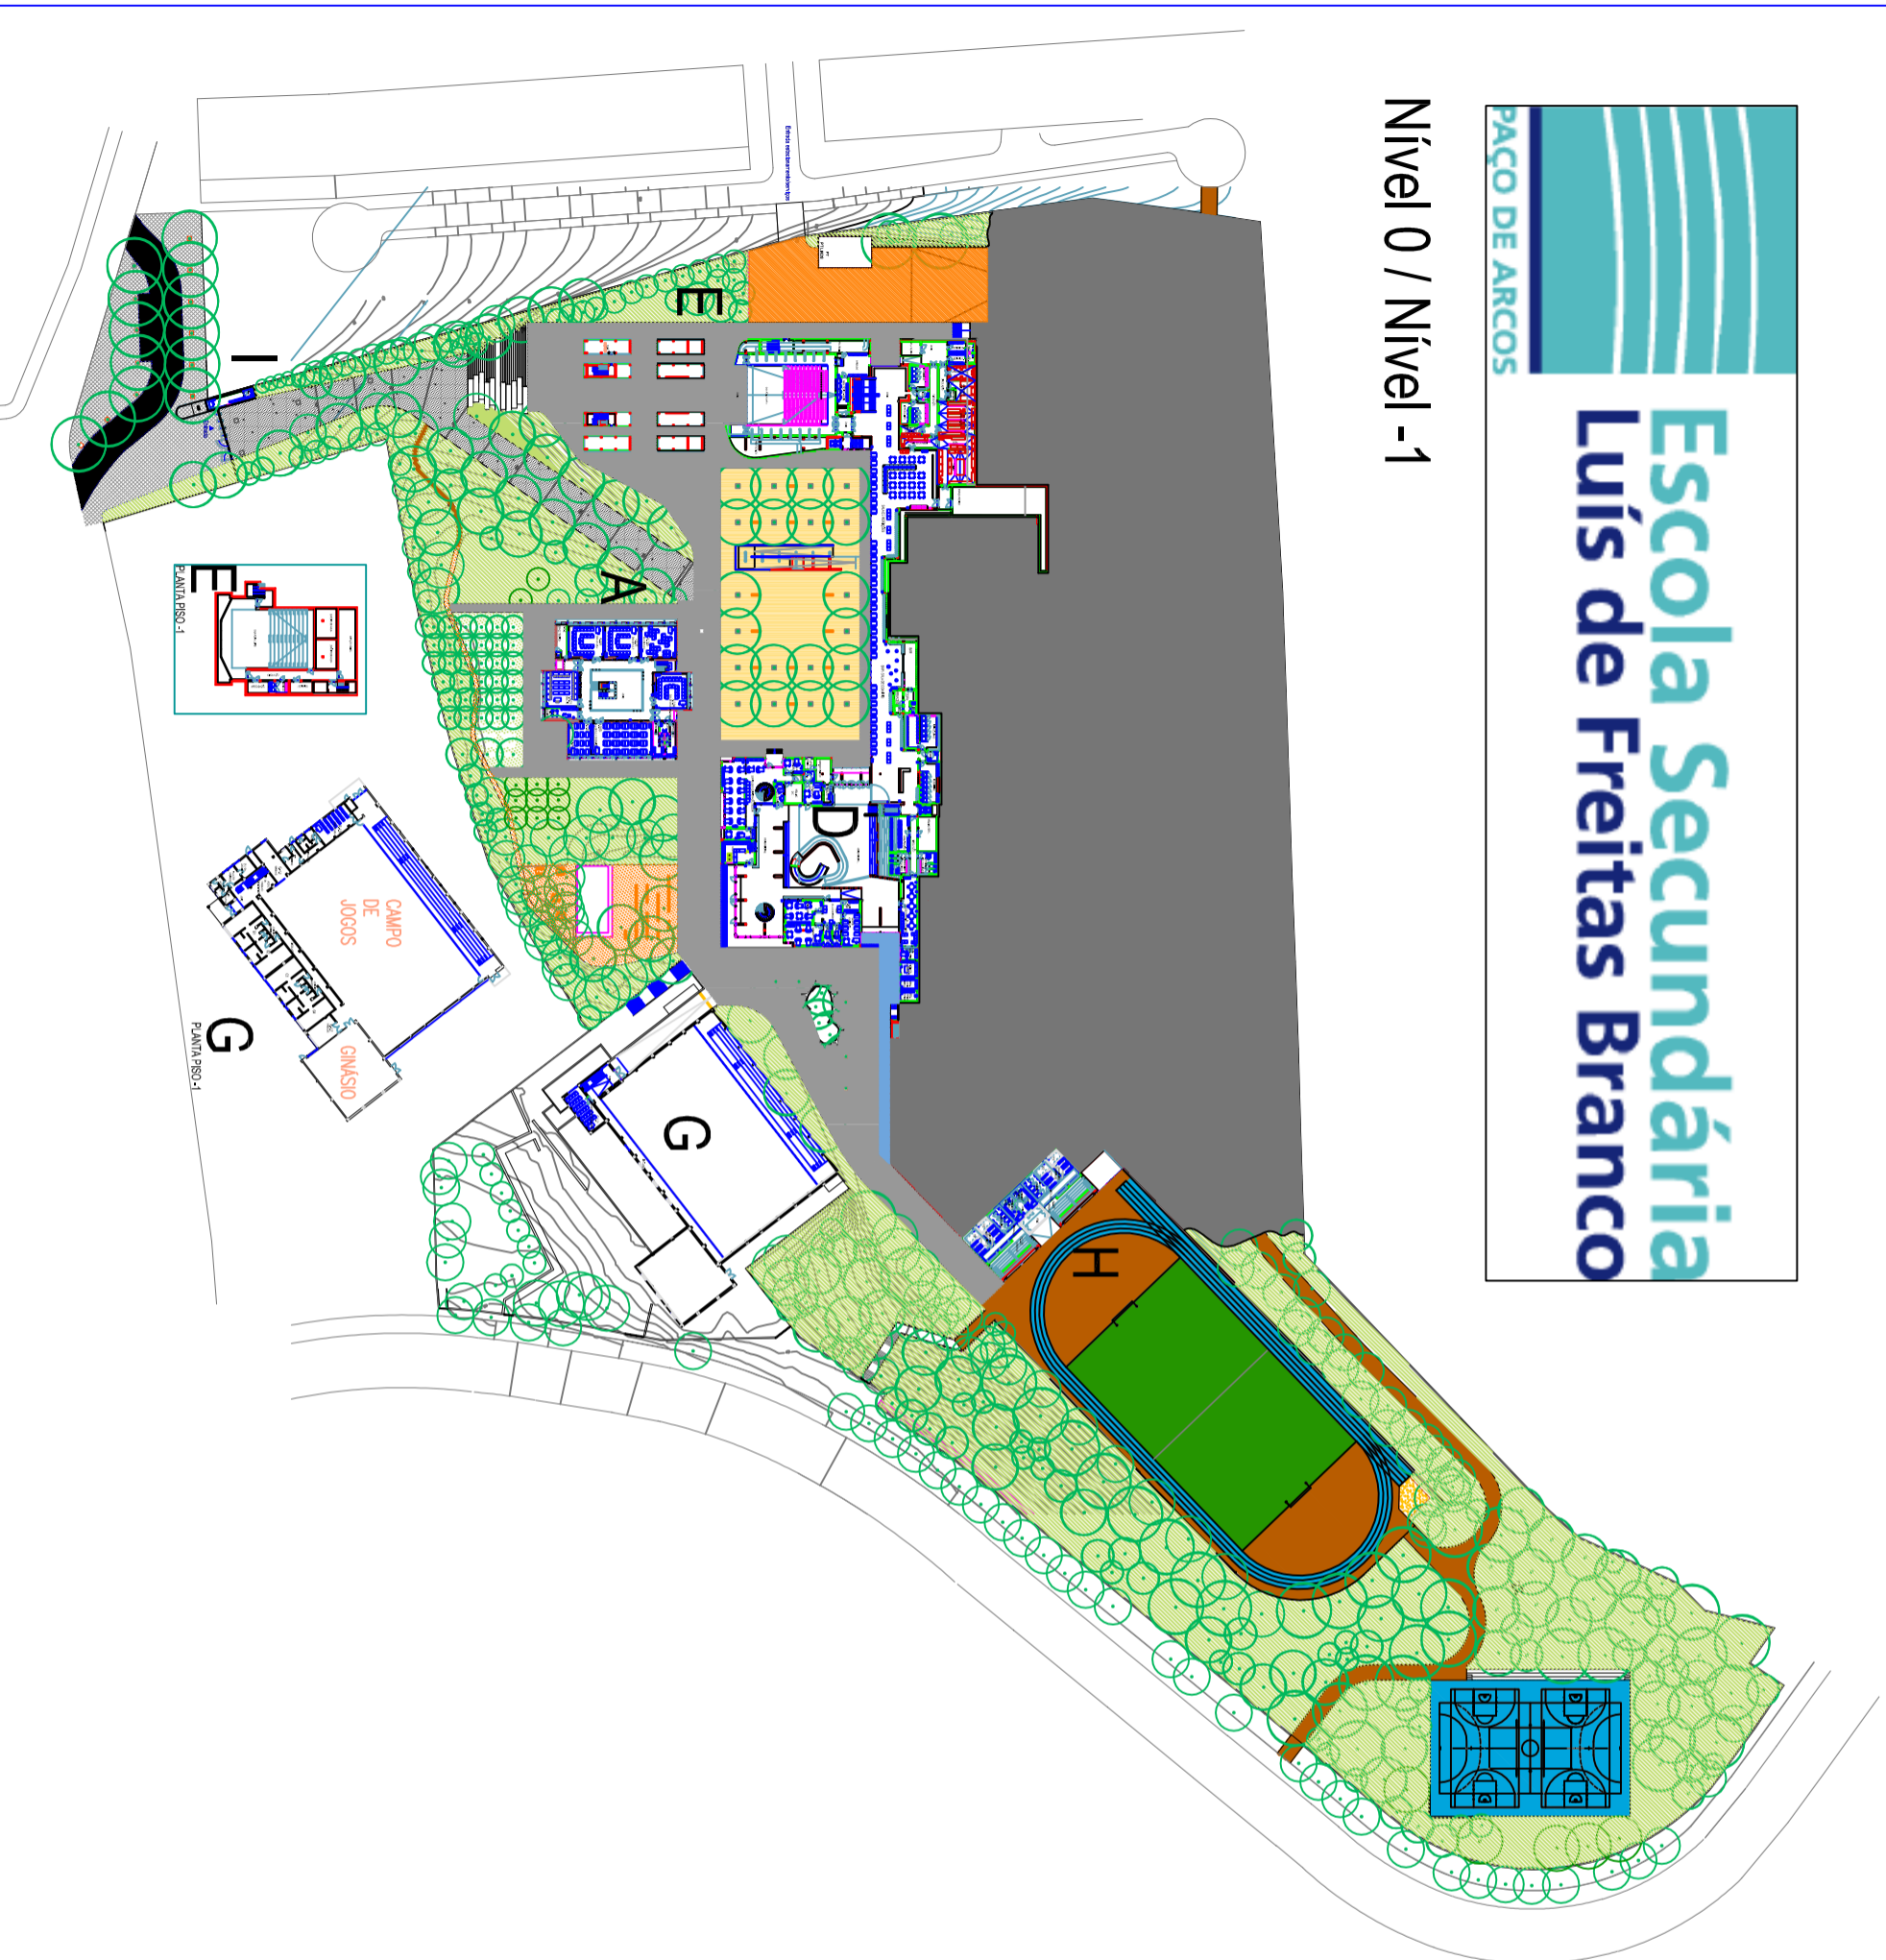 Escola Secundária
Luís de Freitas Branco
PAÇO DE ARCOS
Nível 0 / Nível -1
E
I
A
D
G
H
E
PLANTA PISO -1
CAMPO
DE
JOGOS
GINÁSIO
G
PLANTA PISO -1